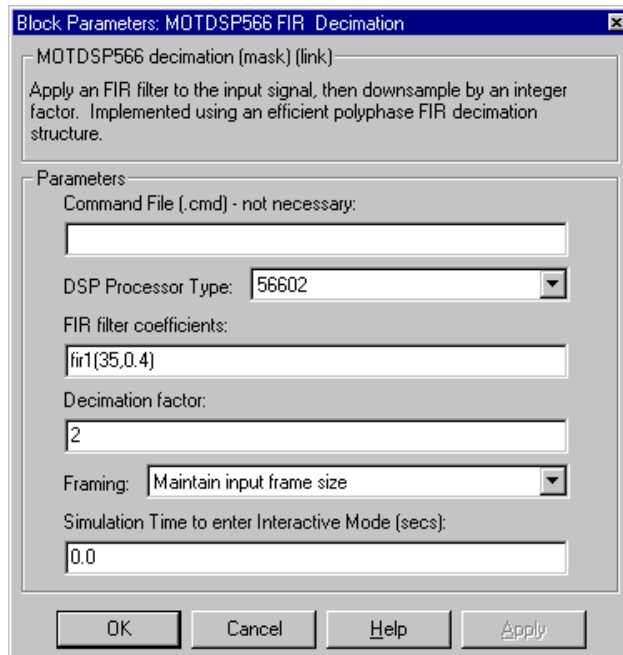 Block Parameters: MOTDSP566 FIR Decimation
MOTDSP566 decimation (mask) (link)
Apply an FIR filter to the input signal, then downsample by an integer
factor. Implemented using an efficient polyphase FIR decimation
structure.
Parameters
Command File (.cmd) - not necessary:
DSP Processor Type: 56602
FIR filter coefficients:
fir1(35,0.4)
Decimation factor:
2
Framing: Maintain input frame size
Simulation Time to enter Interactive Mode (secs):
0.0
OK Cancel Help Apply